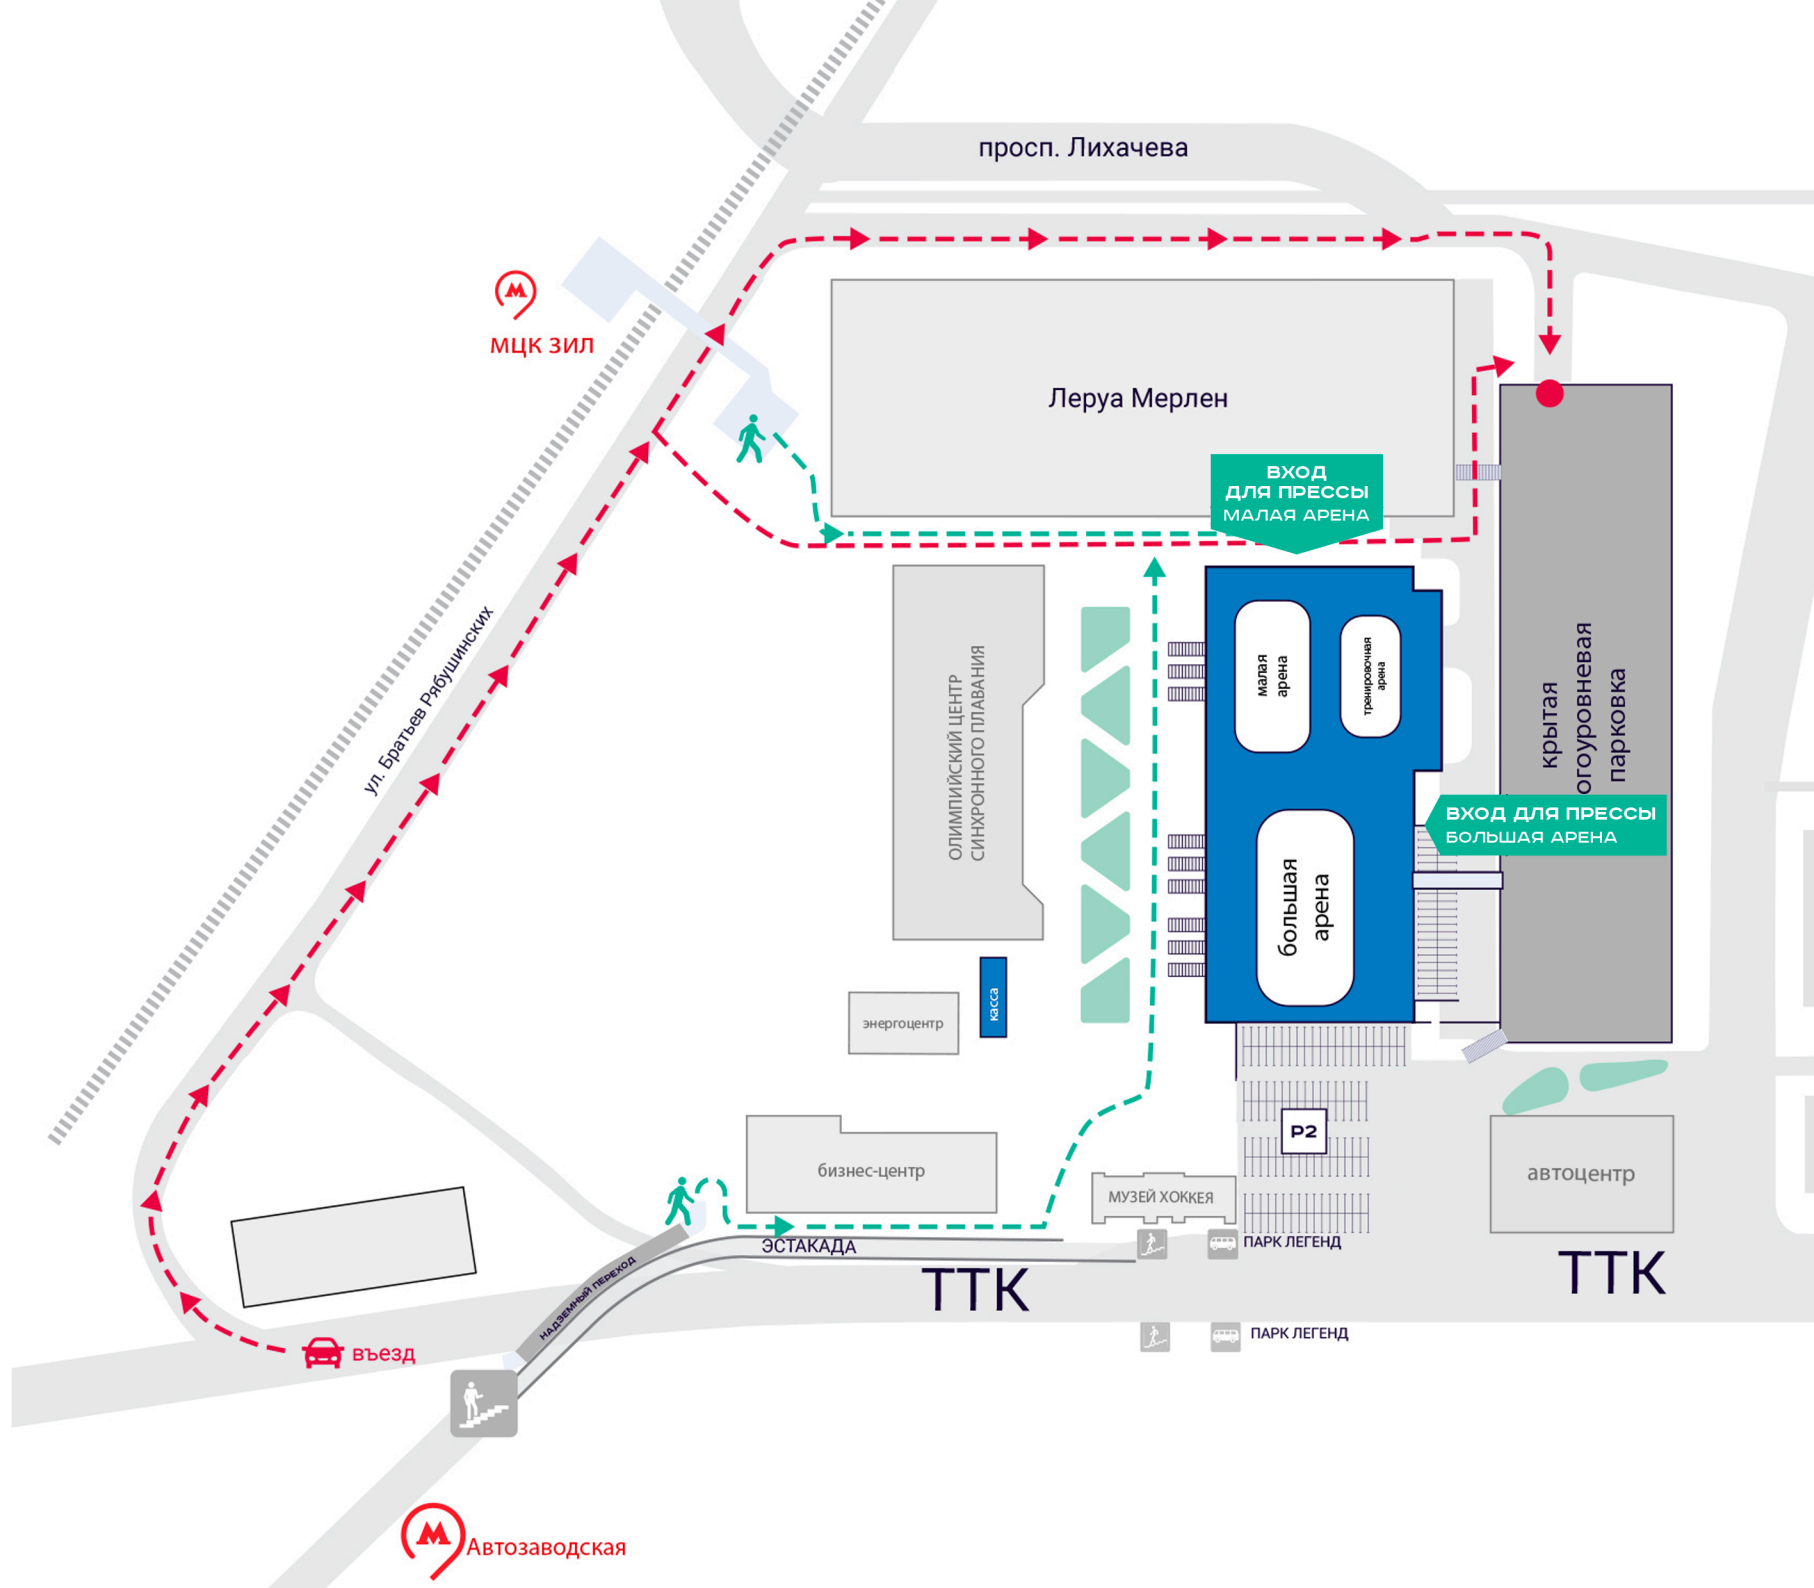 просп. Лихачева
МЦК ЗИЛ
Леруа Мерлен
ВХОД
ДЛЯ ПРЕССЫ
МАЛАЯ АРЕНА
ул. Братьев Рябушинских
ОЛИМПИЙСКИЙ ЦЕНТР
СИНХРОННОГО ПЛАВАНИЯ
малая
арена
тренировочная
арена
крытая
огоуровневая
парковка
ВХОД ДЛЯ ПРЕССЫ
БОЛЬШАЯ АРЕНА
большая
арена
касса
энергоцентр
P2
бизнес-центр
МУЗЕЙ ХОККЕЯ
автоцентр
ЭСТАКАДА
ПАРК ЛЕГЕНД
НАДЗЕМНЫЙ ПЕРЕХОД
ТТК
ТТК
ПАРК ЛЕГЕНД
въезд
Автозаводская